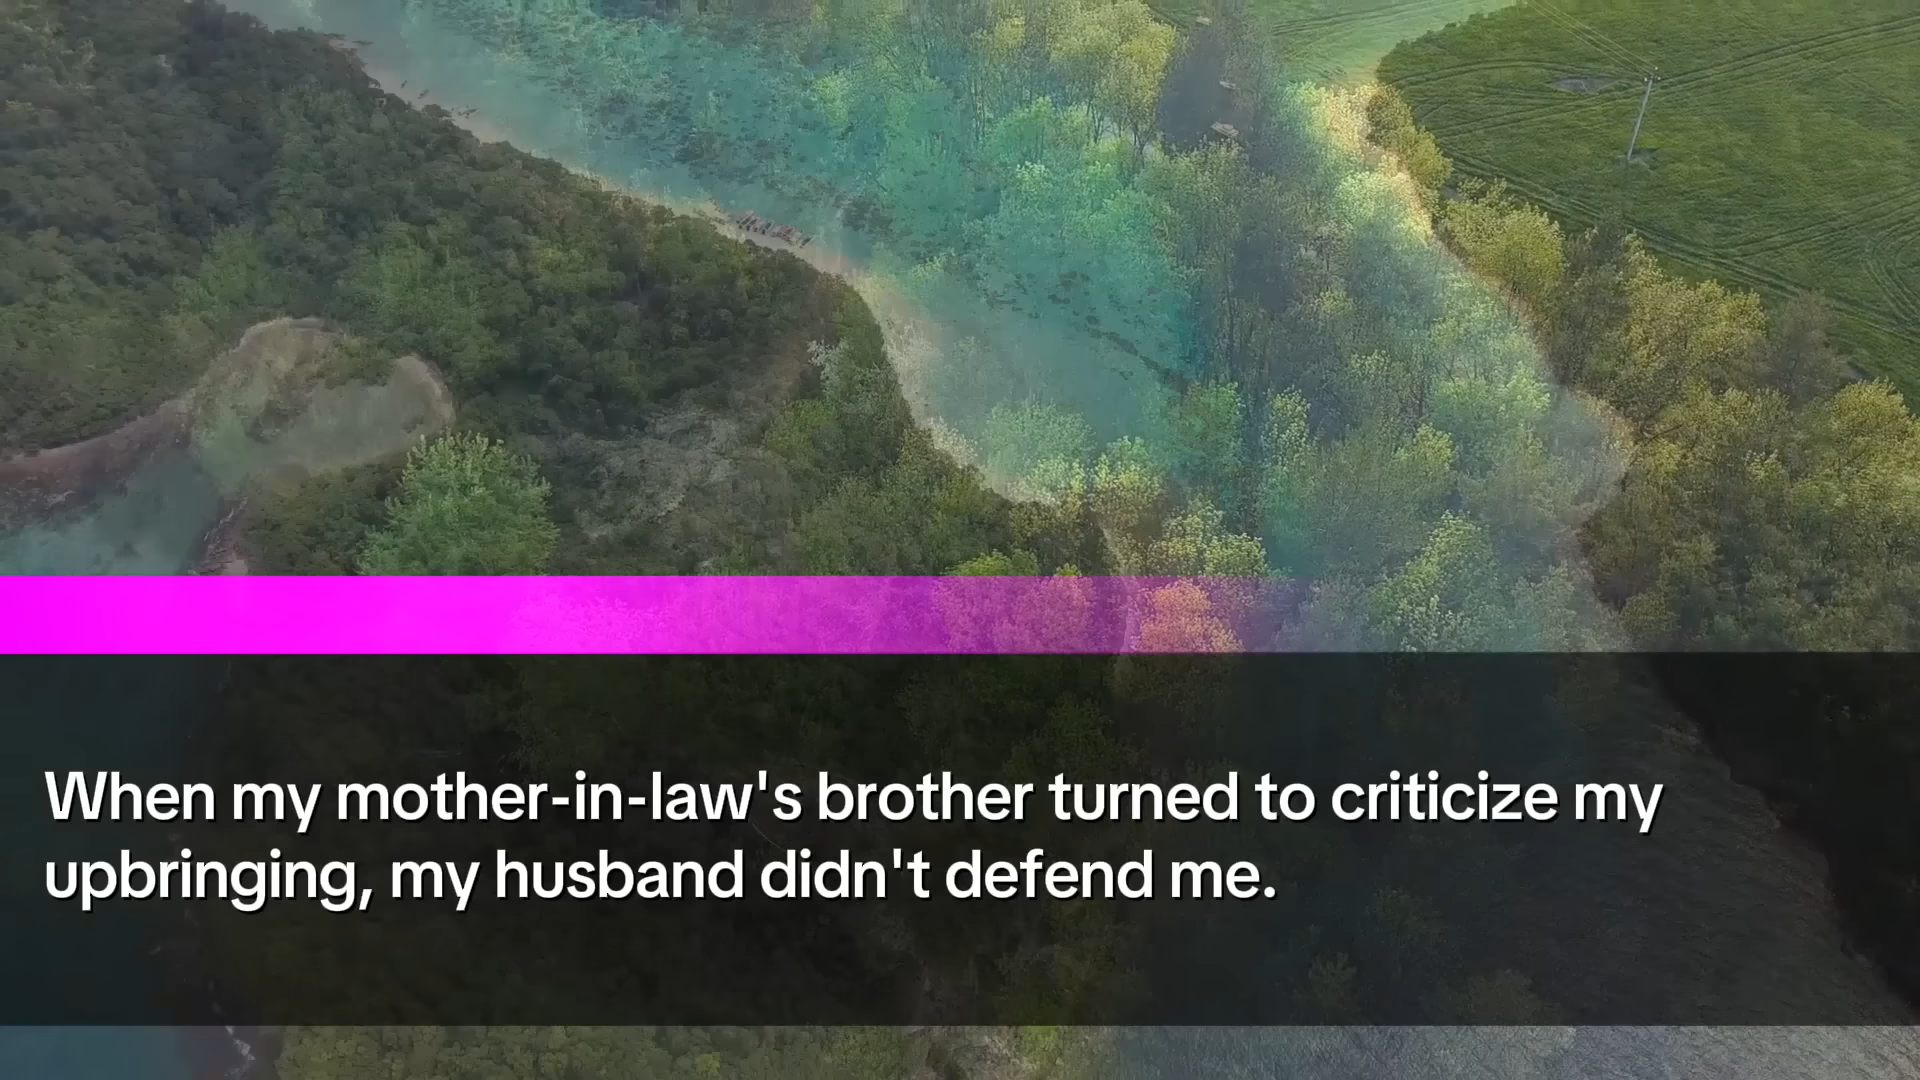 When my mother-in-law's brother turned to criticize my
upbringing, my husband didn't defend me.